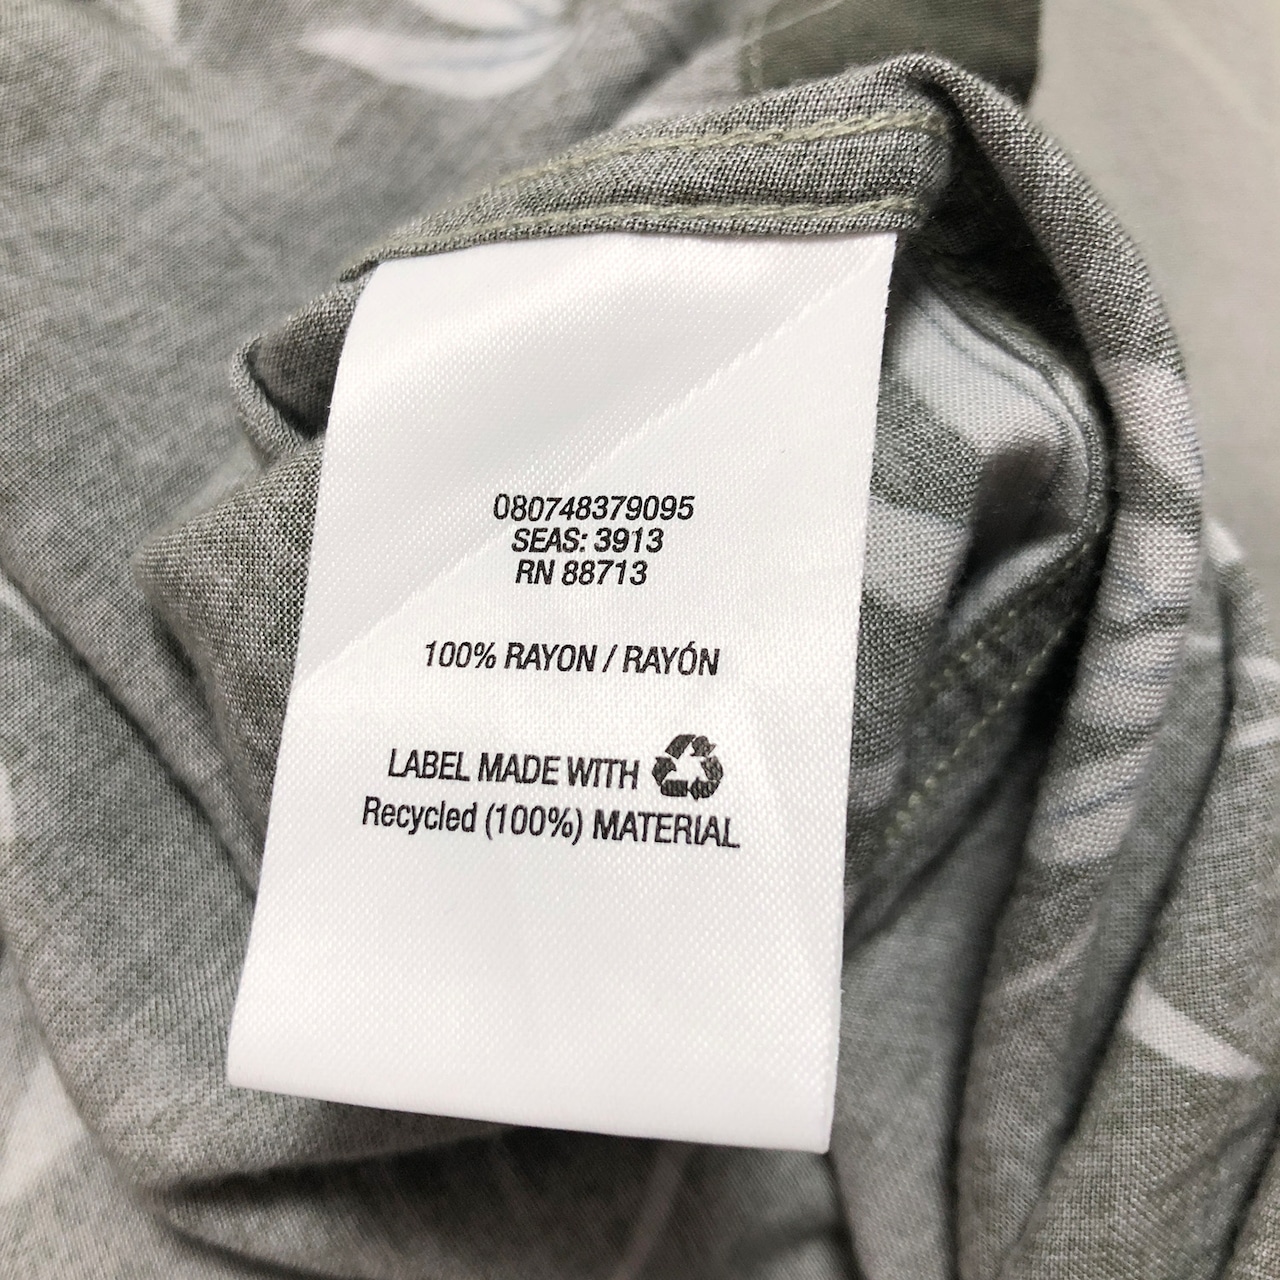 080748379095
SEAS: 3913
RN 88713
100% RAYON / RAYÓN
LABEL MADE WITH
Recycled (100%) MATERIAL